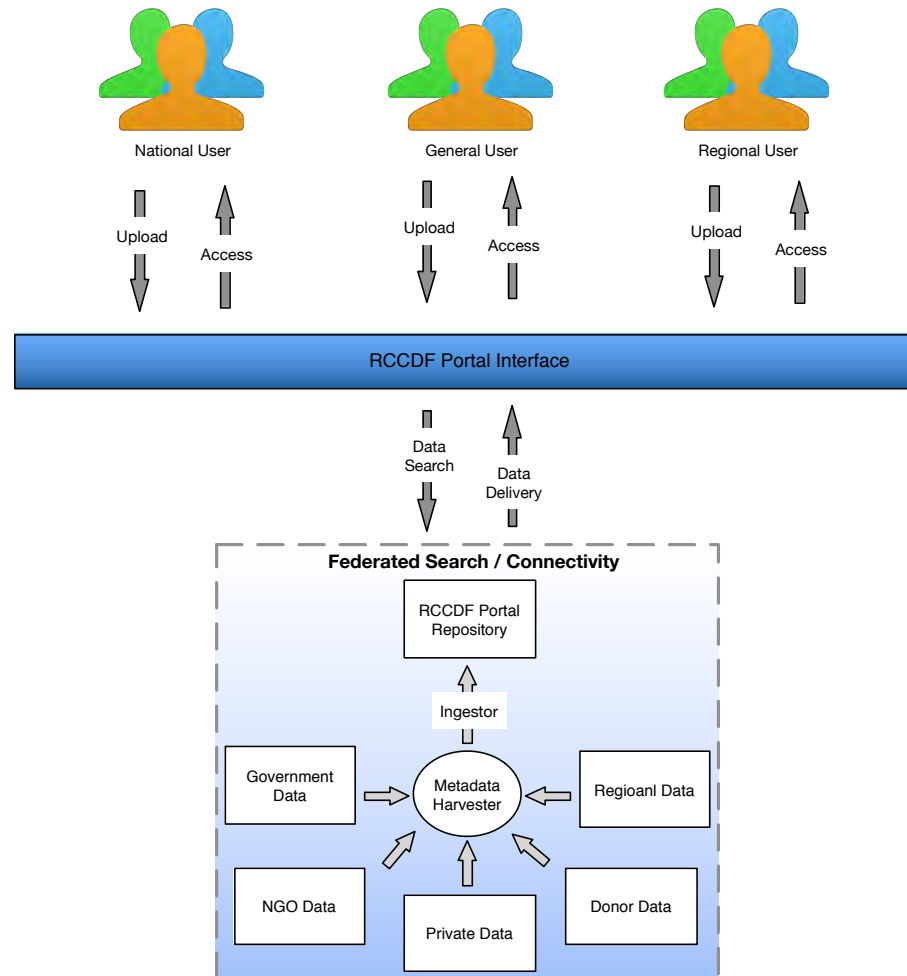 National User
General User
Regional User
Upload
Access
Upload
Access
Upload
Access
RCCDF Portal Interface
Data
Search
Data
Delivery
Federated Search / Connectivity
RCCDF Portal
Repository
Ingestor
Government
Data
Metadata
Harvester
Regioanl Data
NGO Data
Private Data
Donor Data